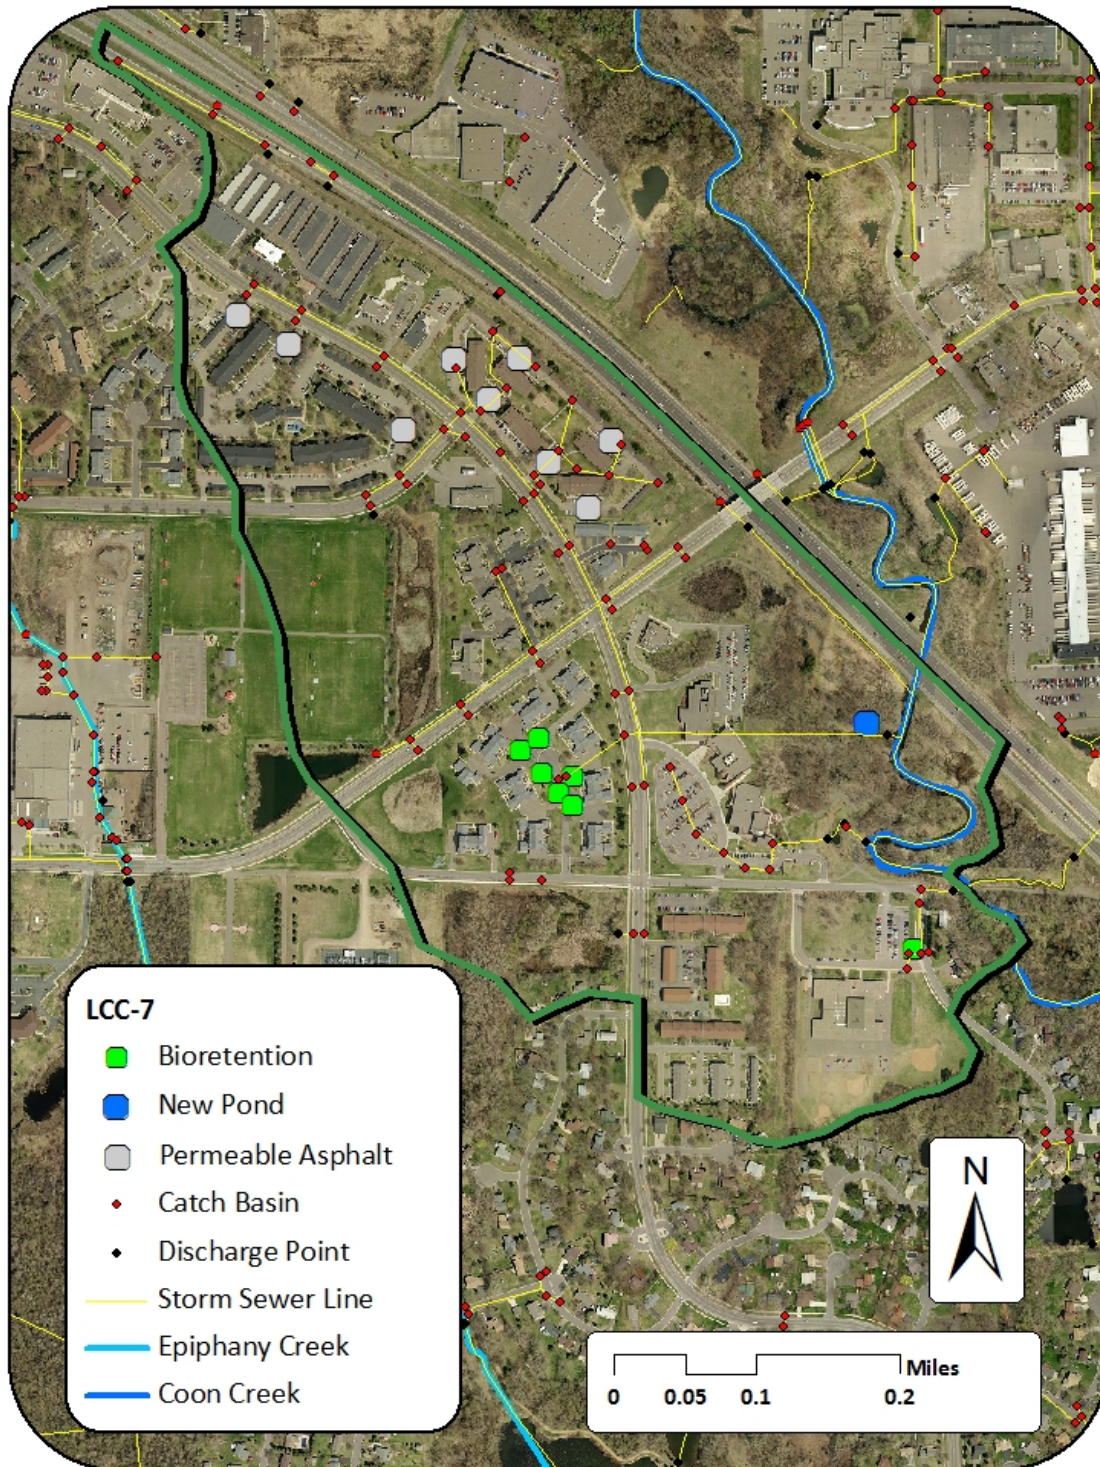 LCC-7
Bioretention
New Pond
Permeable Asphalt
Catch Basin
Discharge Point
Storm Sewer Line
Epiphany Creek
Coon Creek
N
Miles
0 0.05 0.1 0.2